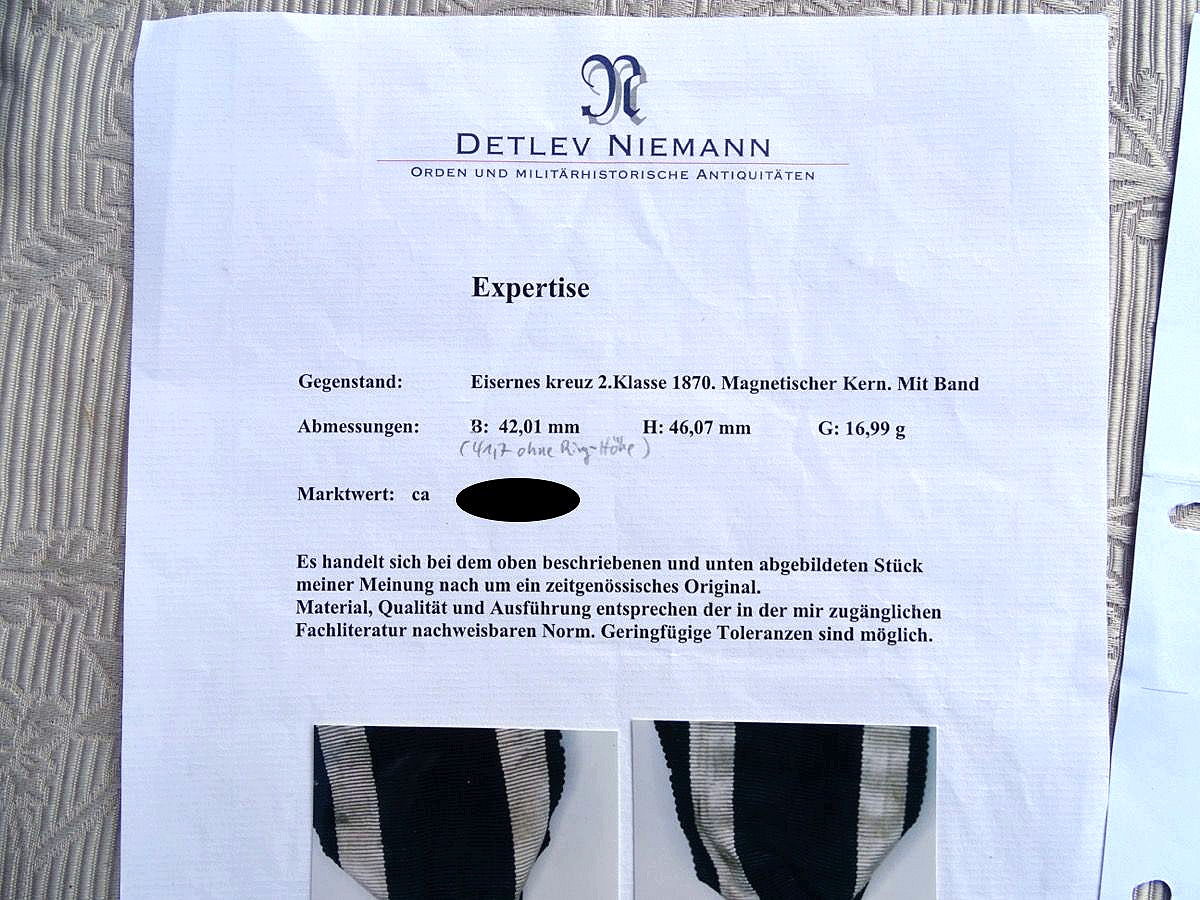 N
DETLEV NIEMANN
ORDEN UND MILITÄRHISTORISCHE ANTIQUITÄTEN
Expertise
Gegenstand: Eisernes kreuz 2.Klasse 1870. Magnetischer Kern. Mit Band
Abmessungen: B: 42,01 mm H: 46,07 mm G: 16,99 g
(41,7 ohne Ring-Höhe)
Marktwert: ca
Es handelt sich bei dem oben beschriebenen und unten abgebildeten Stück
meiner Meinung nach um ein zeitgenössisches Original.
Material, Qualität und Ausführung entsprechen der in der mir zugänglichen
Fachliteratur nachweisbaren Norm. Geringfügige Toleranzen sind möglich.